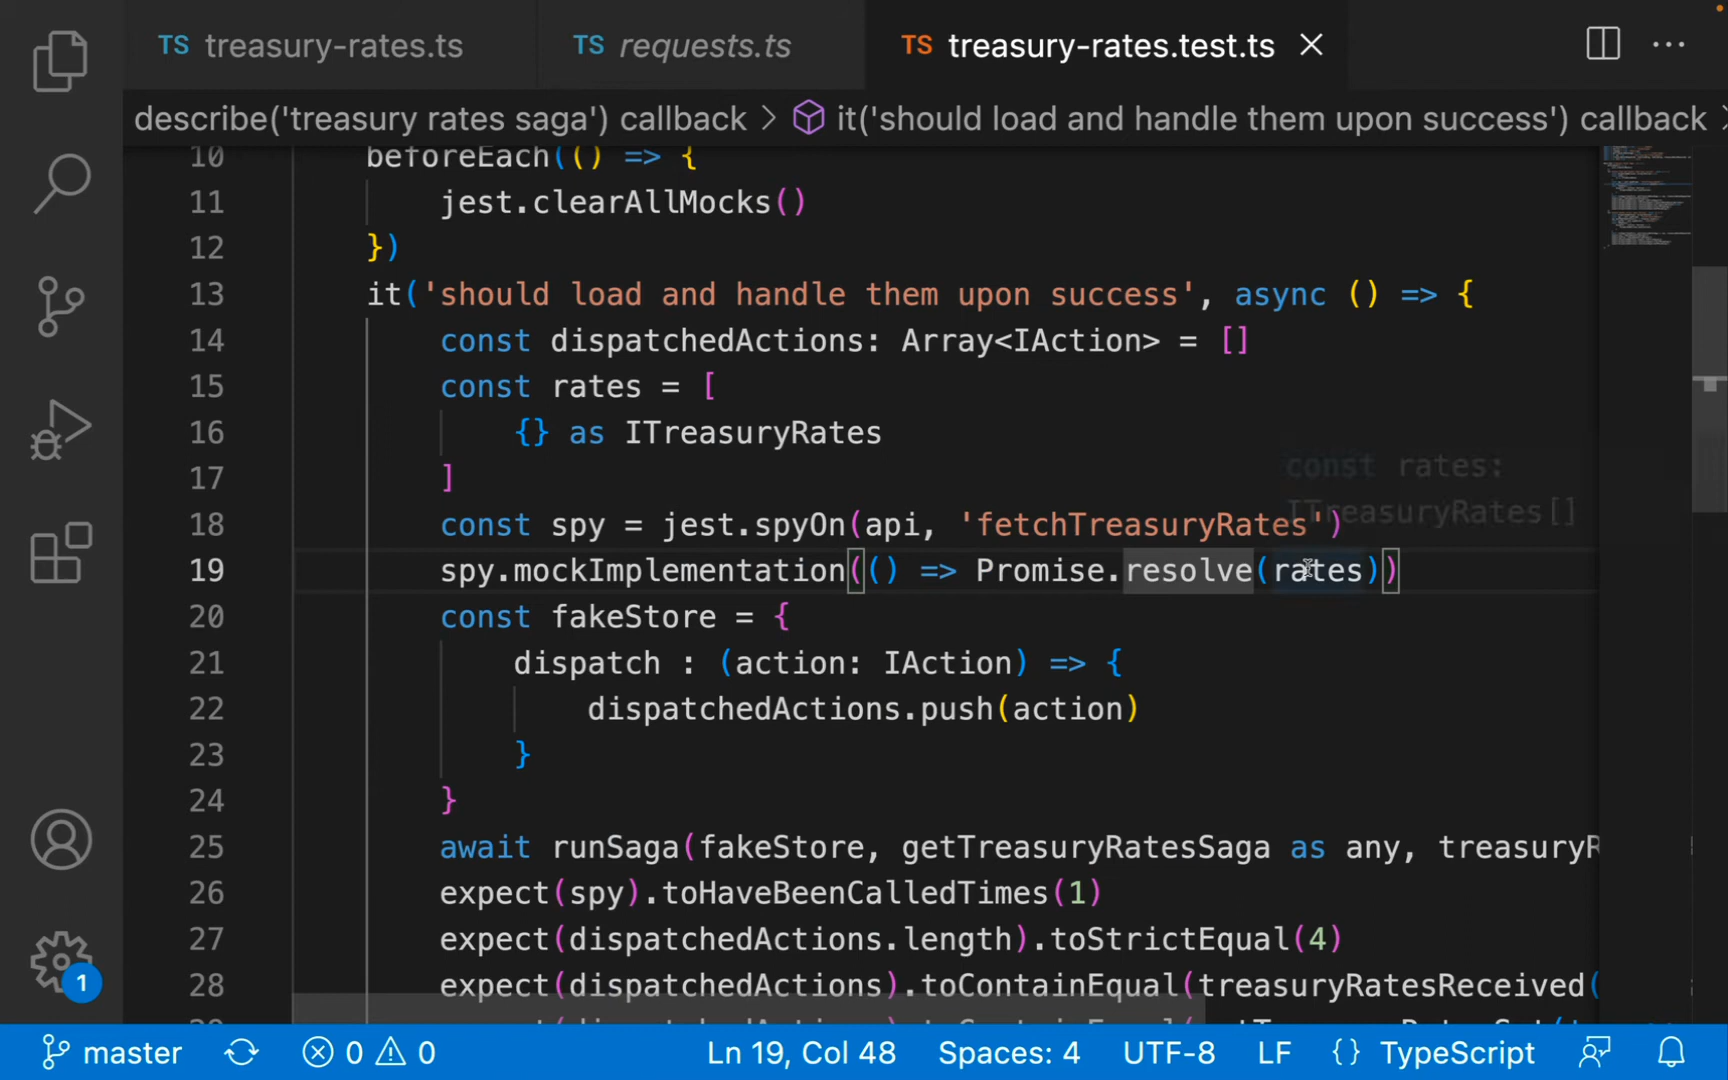 TS treasury-rates.ts
TS requests.ts
TS treasury-rates.test.ts
describe('treasury rates saga') callback > it('should load and handle them upon success') callback
10 beforeEach(() => {
11 jest.clearAllMocks()
12 })
13 it('should load and handle them upon success', async () => {
14 const dispatchedActions: Array<IAction> = []
15 const rates = [
16 {} as ITreasuryRates
17 ]
const rates:
ITreasuryRates[]
18 const spy = jest.spyOn(api, 'fetchTreasuryRates')
19 spy.mockImplementation(() => Promise.resolve(rates))
20 const fakeStore = {
21 dispatch : (action: IAction) => {
22 dispatchedActions.push(action)
23 }
24 }
25 await runSaga(fakeStore, getTreasuryRatesSaga as any, treasuryR
26 expect(spy).toHaveBeenCalledTimes(1)
27 expect(dispatchedActions.length).toStrictEqual(4)
28 expect(dispatchedActions).toContainEqual(treasuryRatesReceived(
1
master 0 0 Ln 19, Col 48 Spaces: 4 UTF-8 LF {} TypeScript